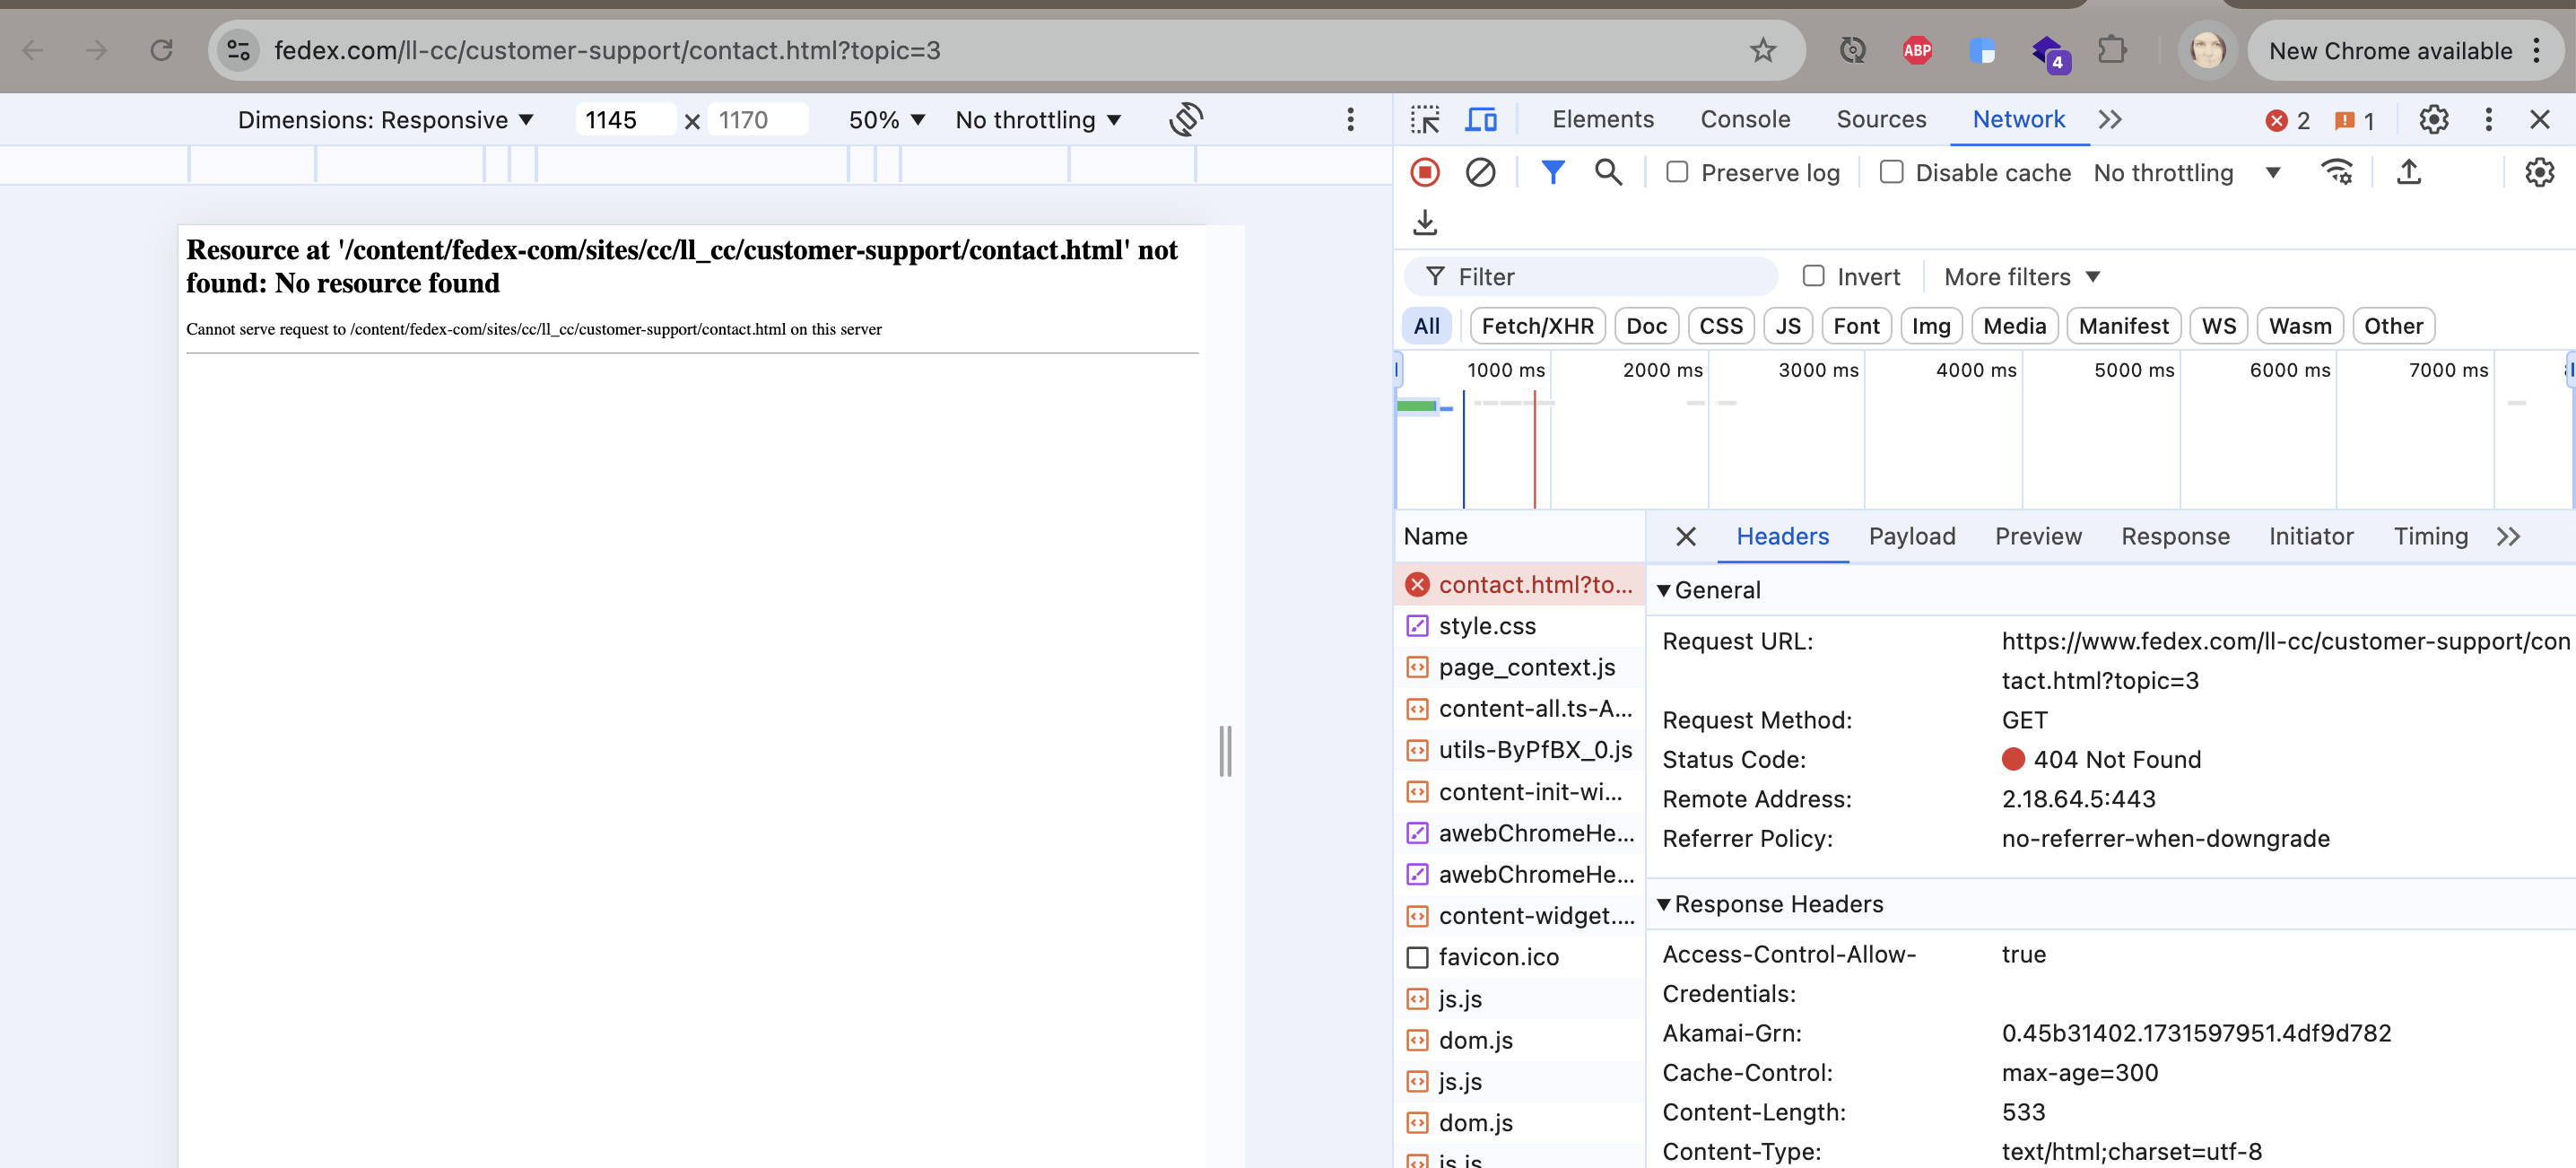 fedex.com/ll-cc/customer-support/contact.html?topic=3
ABP
4
New Chrome available
Dimensions: Responsive
1145
1170
50%
No throttling
Elements
Console
Sources
Network
2
1
Preserve log
Disable cache
No throttling
Filter
Invert
More filters
All
Fetch/XHR
Doc
CSS
JS
Font
Img
Media
Manifest
WS
Wasm
Other
1000 ms
2000 ms
3000 ms
4000 ms
5000 ms
6000 ms
7000 ms
Resource at '/content/fedex-com/sites/cc/ll_cc/customer-support/contact.html' not
found: No resource found
Cannot serve request to /content/fedex-com/sites/cc/ll_cc/customer-support/contact.html on this server
Name
contact.html?to...
style.css
page_context.js
content-all.ts-A...
utils-ByPfBX_0.js
content-init-wi...
awebChromeHe...
awebChromeHe...
content-widget....
favicon.ico
js.js
dom.js
js.js
dom.js
js.js
Headers
Payload
Preview
Response
Initiator
Timing
General
Request URL:
https://www.fedex.com/ll-cc/customer-support/con
tact.html?topic=3
Request Method:
GET
Status Code:
404 Not Found
Remote Address:
2.18.64.5:443
Referrer Policy:
no-referrer-when-downgrade
Response Headers
Access-Control-Allow-
Credentials:
true
Akamai-Grn:
0.45b31402.1731597951.4df9d782
Cache-Control:
max-age=300
Content-Length:
533
Content-Type:
text/html;charset=utf-8